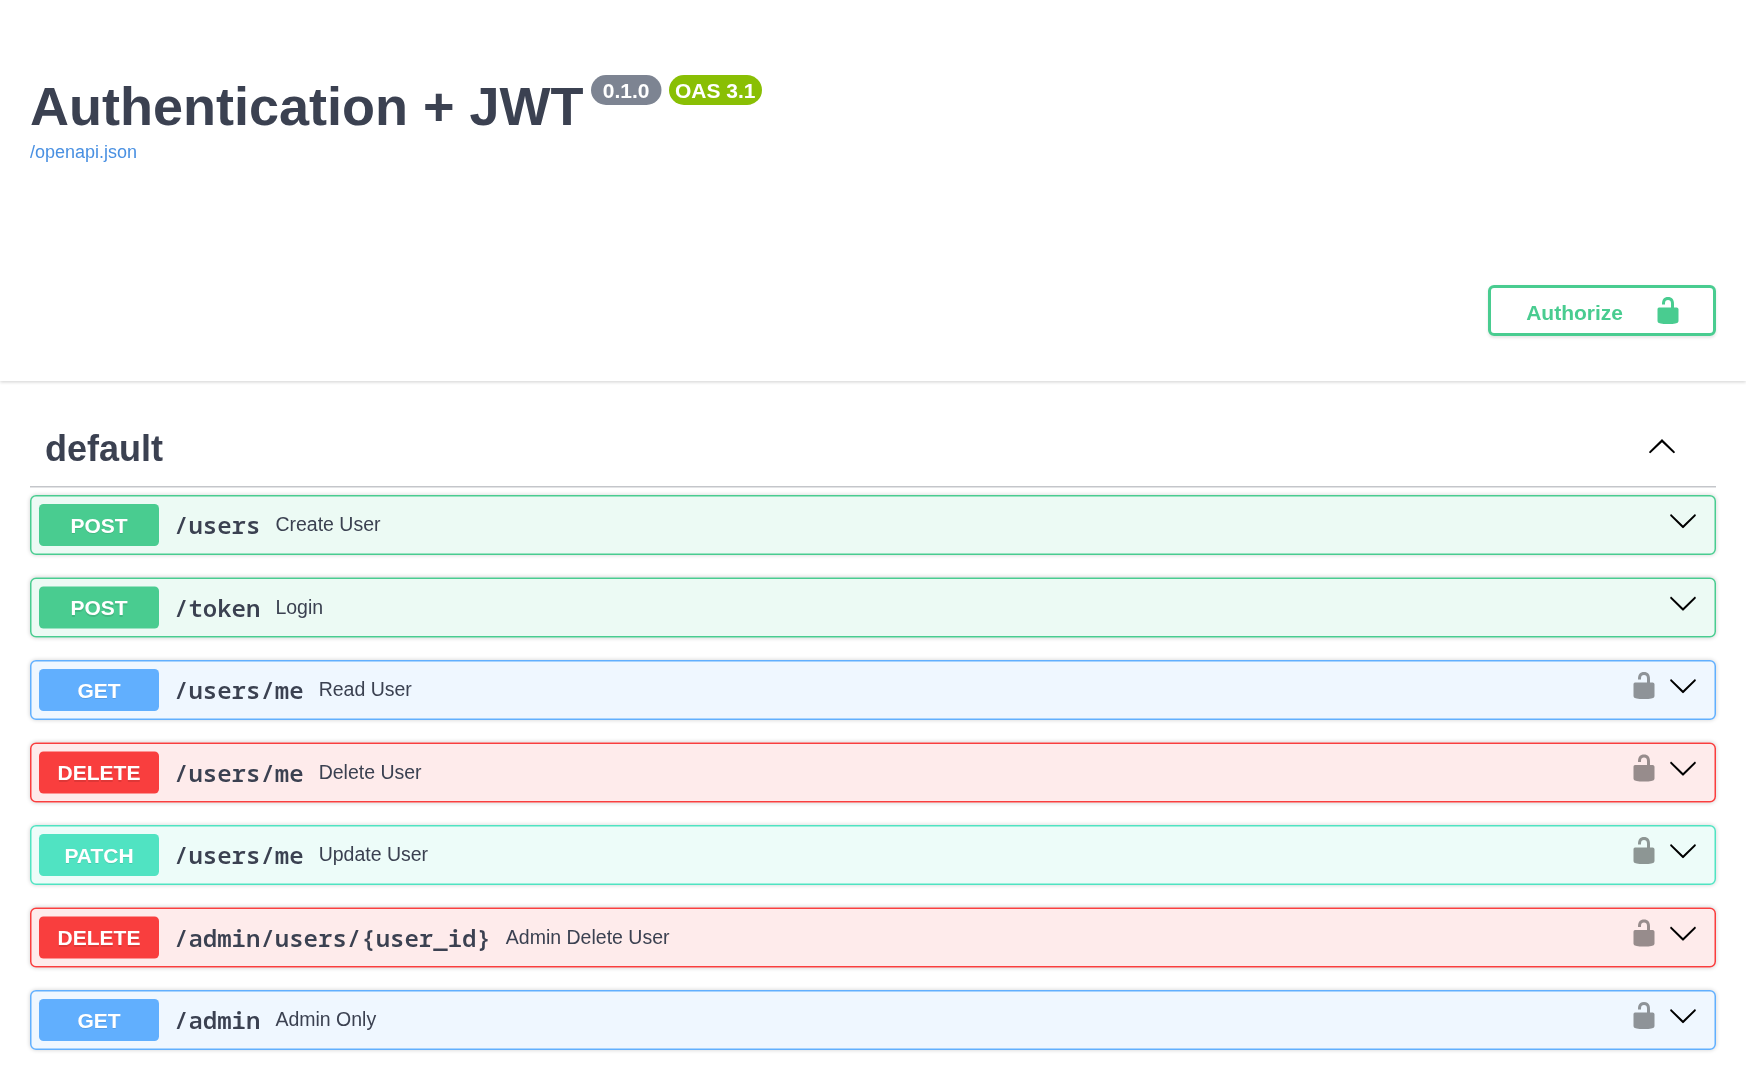 Authentication + JWT 0.1.0 OAS 3.1
/openapi.json
Authorize
default
POST /users Create User
POST /token Login
GET /users/me Read User
DELETE /users/me Delete User
PATCH /users/me Update User
DELETE /admin/users/{user_id} Admin Delete User
GET /admin Admin Only